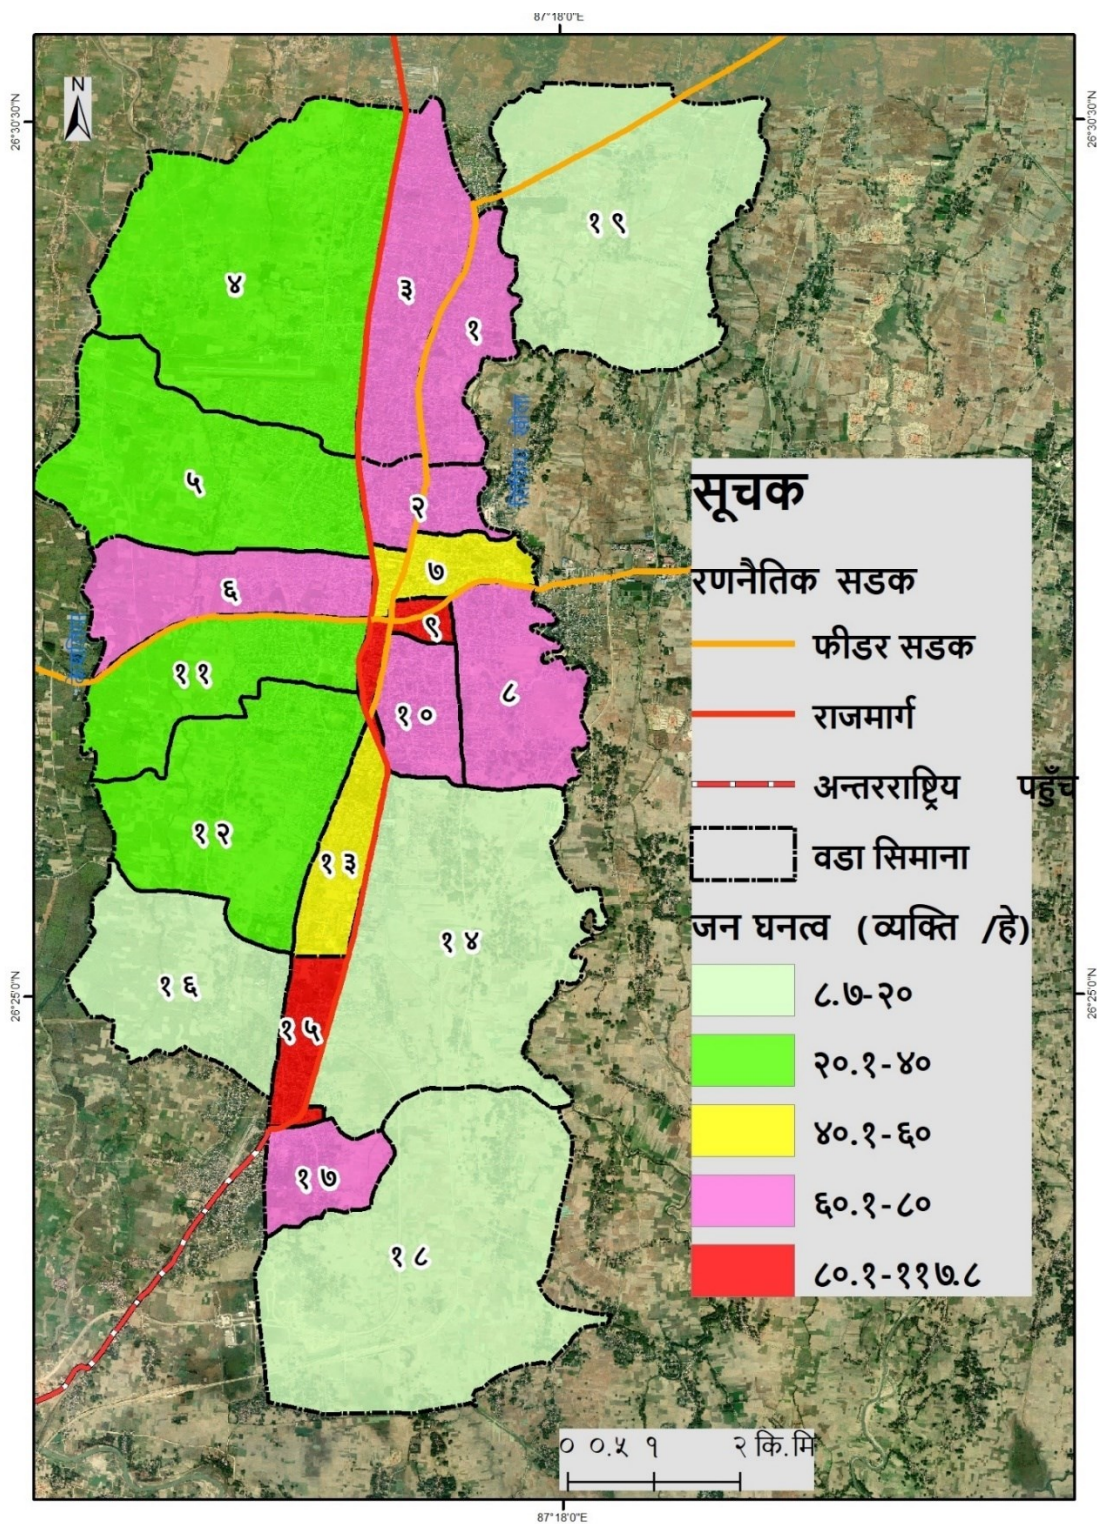 87°18'0"E
N
26°30'30"N
26°30'30"N
१९
४
३
१
५
२
७
६
९
११
१०
८
१२
१३
१४
१६
१५
१७
१८
26°25'0"N
26°25'0"N
सूचक
रणनैतिक सडक
फीडर सडक
राजमार्ग
अन्तरराष्ट्रिय पहुँच
वडा सिमाना
जन घनत्व (व्यक्ति /हे)
८.७-२०
२०.१-४०
४०.१-६०
६०.१-८०
८०.१-११७.८
० ०.५ १ २ कि.मि
87°18'0"E